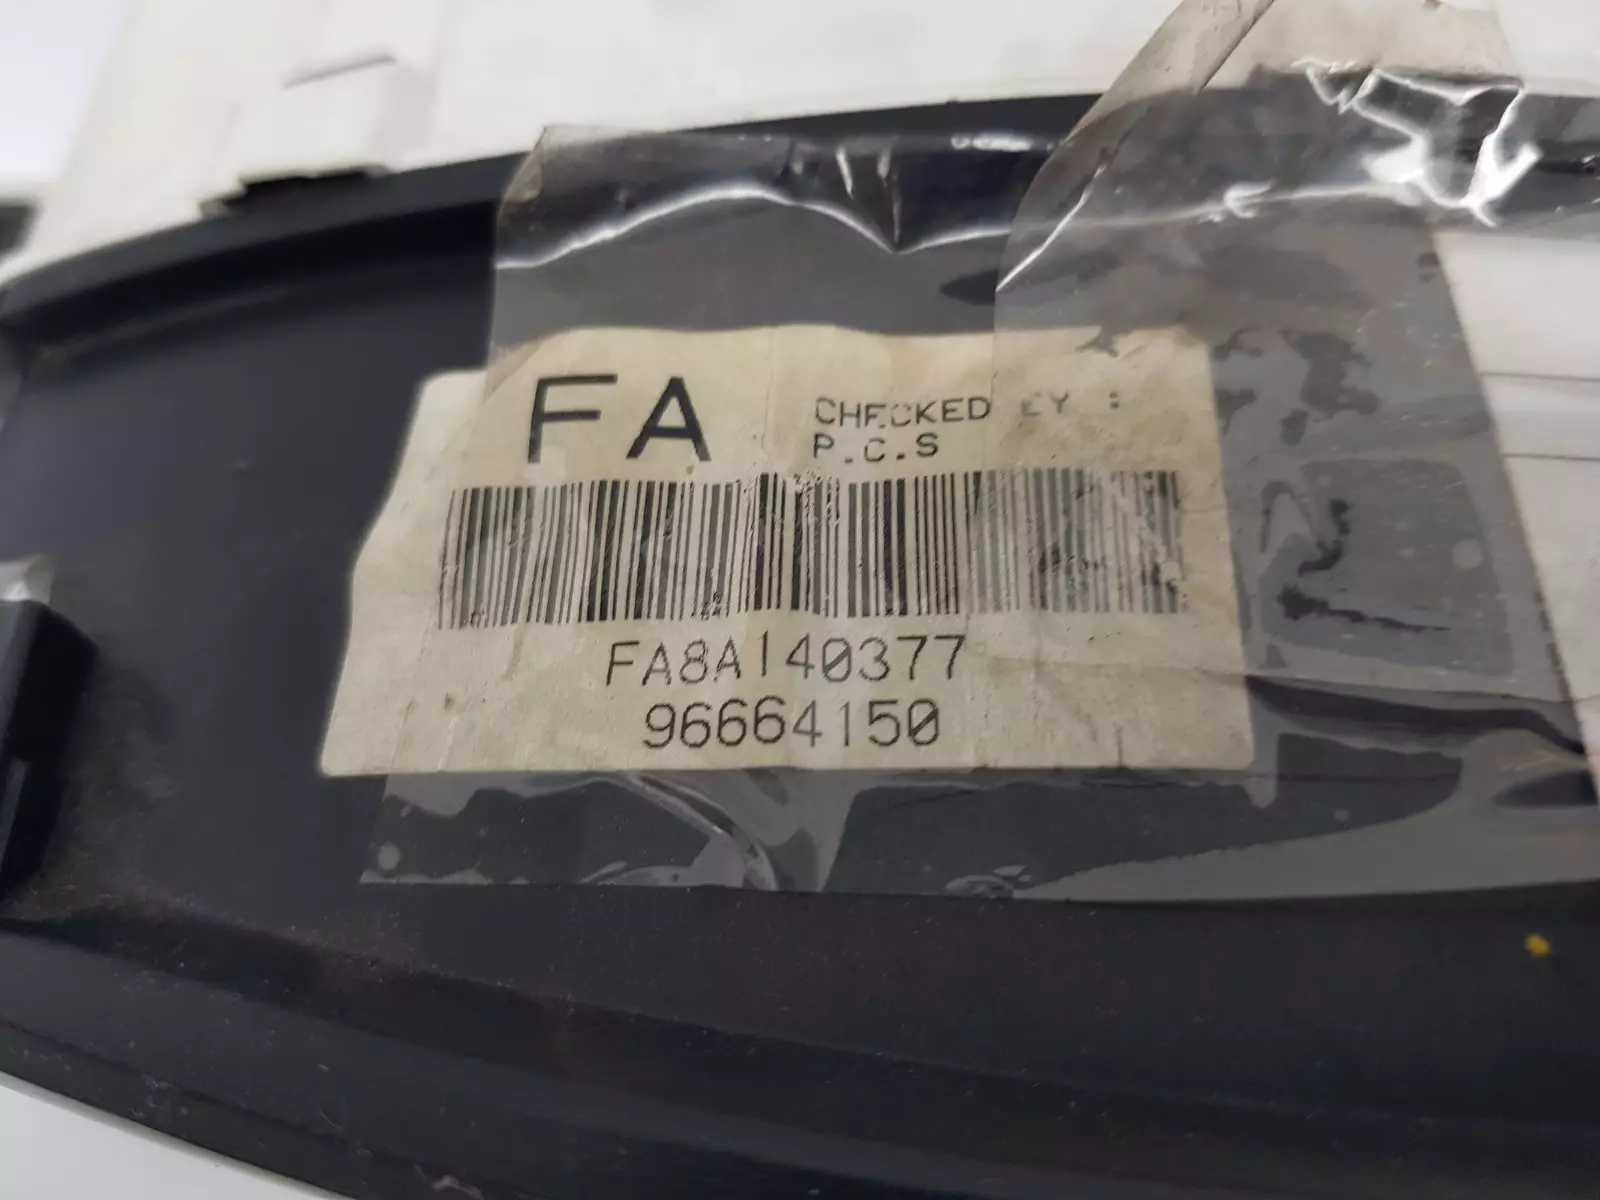 FA
CHECKED BY :
P.C.S
FA8A140377
96664150